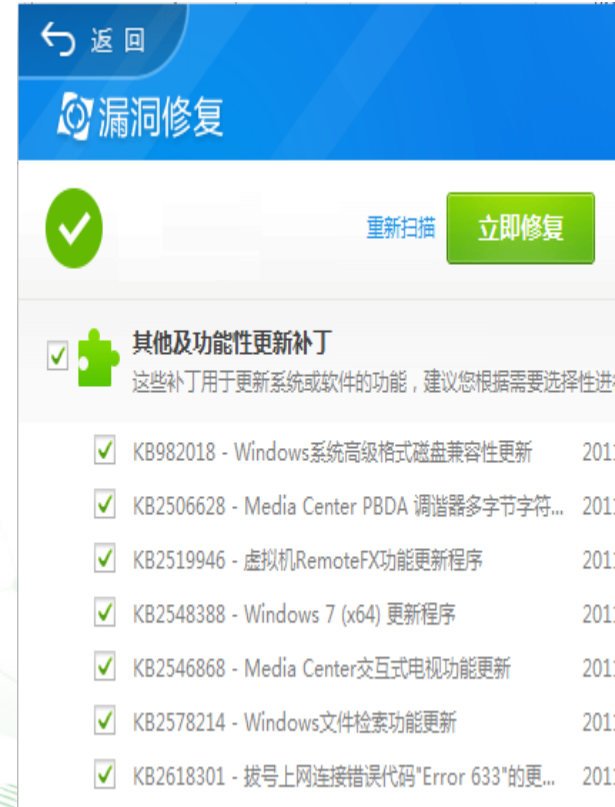 返回
漏洞修复
重新扫描 立即修复
其他及功能性更新补丁
这些补丁用于更新系统或软件的功能，建议您根据需要选择性进
KB982018 - Windows系统高级格式磁盘兼容性更新 2011
KB2506628 - Media Center PBDA 调谐器多字节字符... 2011
KB2519946 - 虚拟机RemoteFX功能更新程序 2011
KB2548388 - Windows 7 (x64) 更新程序 2011
KB2546868 - Media Center交互式电视功能更新 2011
KB2578214 - Windows文件检索功能更新 2011
KB2618301 - 拔号上网连接错误代码"Error 633"的更... 2011